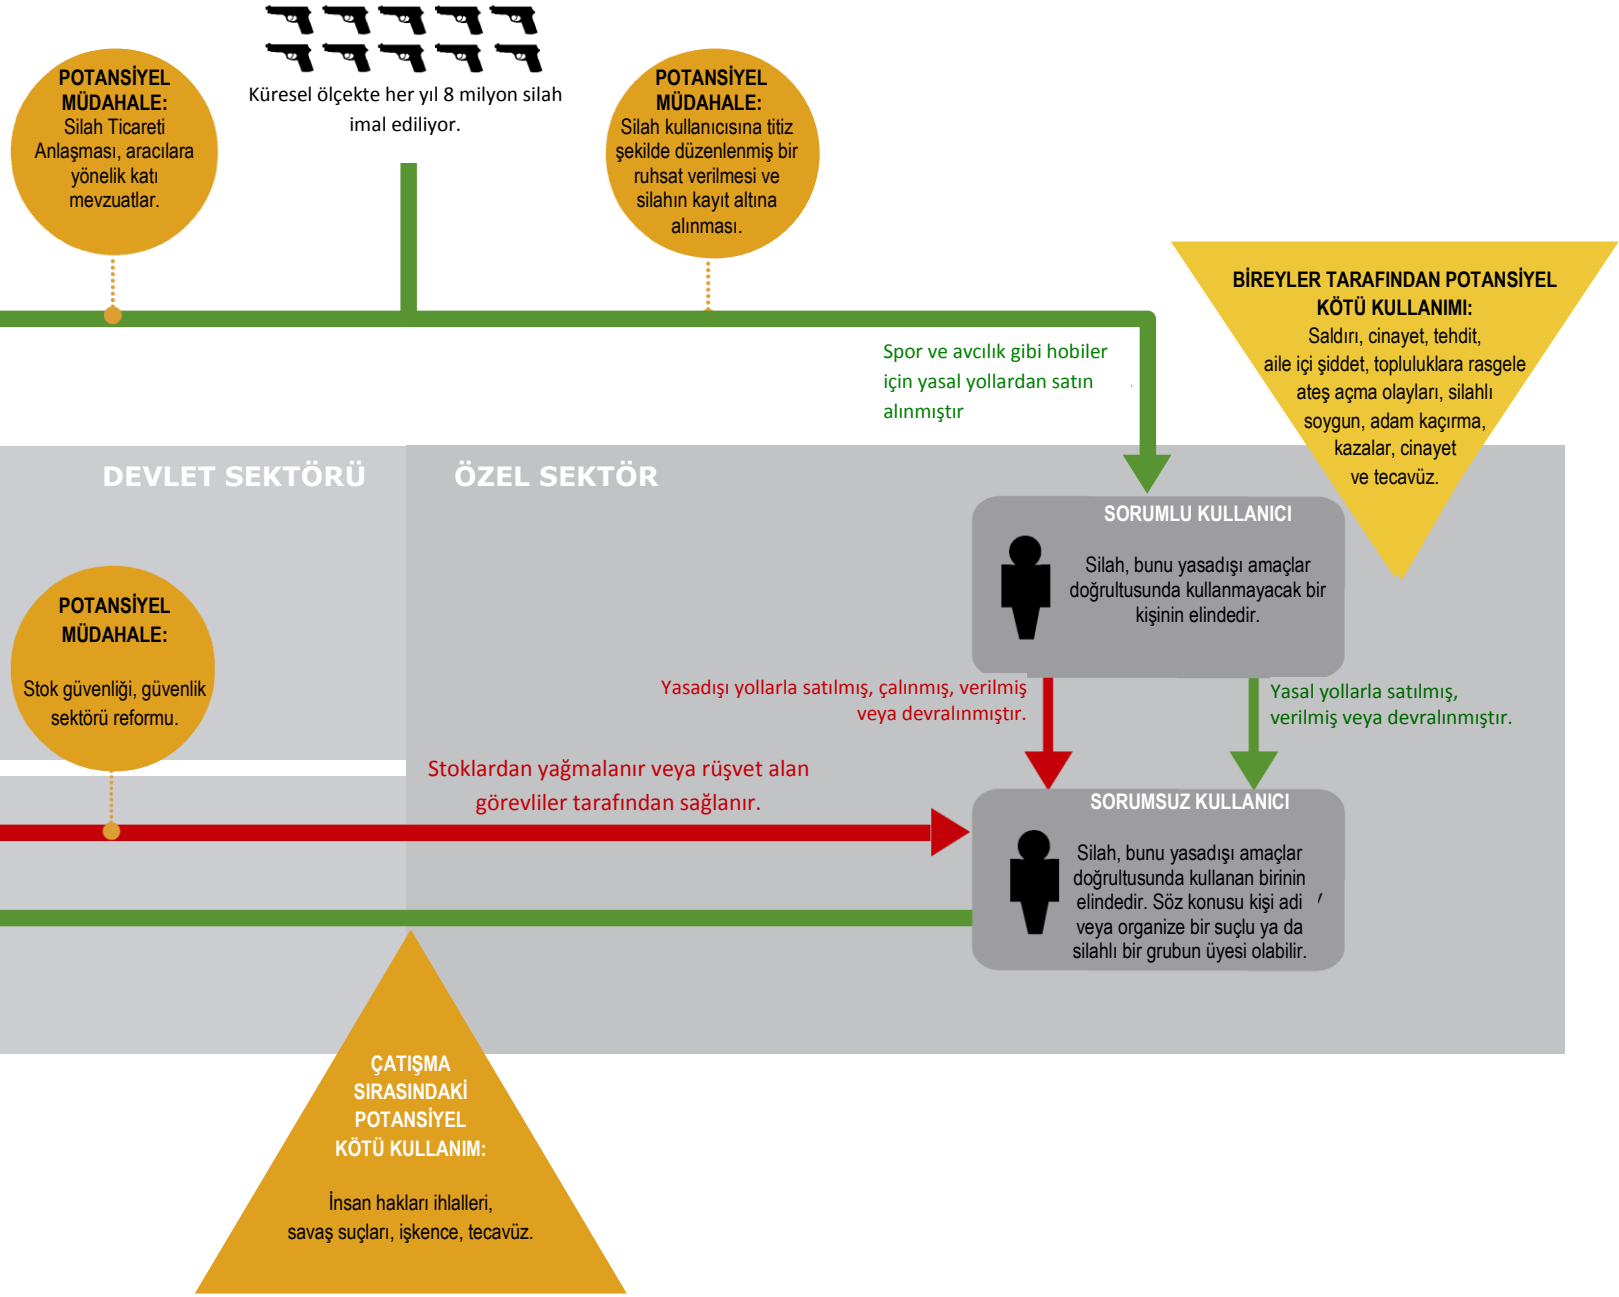 POTANSİYEL
MÜDAHALE:
Silah Ticareti
Anlaşması, aracılara
yönelik katı
mevzuatlar.
Küresel ölçekte her yıl 8 milyon silah
imal ediliyor.
POTANSİYEL
MÜDAHALE:
Silah kullanıcısına titiz
şekilde düzenlenmiş bir
ruhsat verilmesi ve
silahın kayıt altına
alınması.
BİREYLER TARAFINDAN POTANSİYEL
KÖTÜ KULLANIMI:
Saldırı, cinayet, tehdit,
aile içi şiddet, topluluklara rasgele
ateş açma olayları, silahlı
soygun, adam kaçırma,
kazalar, cinayet
ve tecavüz.
Spor ve avcılık gibi hobiler
için yasal yollardan satın
alınmıştır
DEVLET SEKTÖRÜ
ÖZEL SEKTÖR
SORUMLU KULLANICI
Silah, bunu yasadışı amaçlar
doğrultusunda kullanmayacak bir
kişinin elindedir.
POTANSİYEL
MÜDAHALE:
Stok güvenliği, güvenlik
sektörü reformu.
Yasadışı yollarla satılmış, çalınmış, verilmiş
veya devralınmıştır.
Yasal yollarla satılmış,
verilmiş veya devralınmıştır.
Stoklardan yağmalanır veya rüşvet alan
görevliler tarafından sağlanır.
SORUMSUZ KULLANICI
Silah, bunu yasadışı amaçlar
doğrultusunda kullanan birinin
elindedir. Söz konusu kişi adi
veya organize bir suçlu ya da
silahlı bir grubun üyesi olabilir.
ÇATIŞMA
SIRASINDAKİ
POTANSİYEL
KÖTÜ KULLANIM:
İnsan hakları ihlalleri,
savaş suçları, işkence, tecavüz.